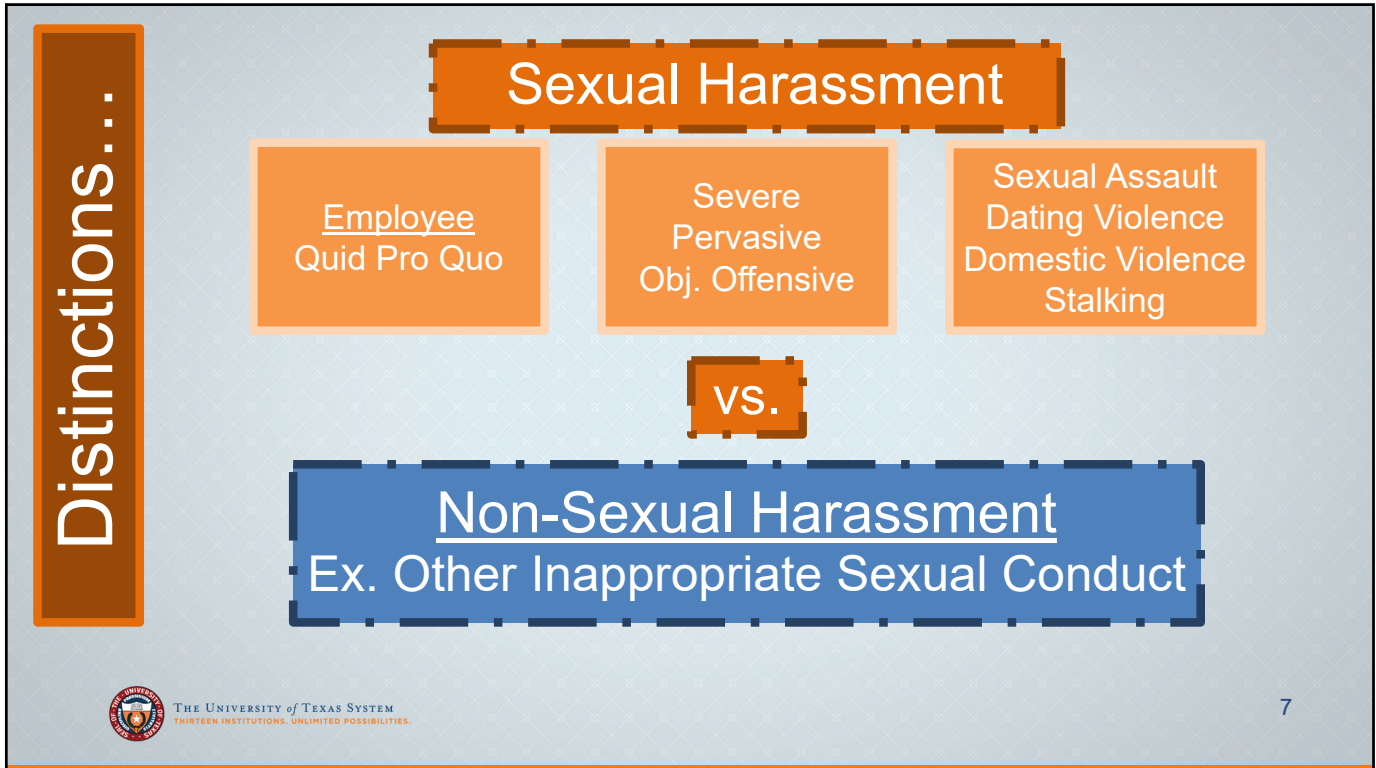 Distinctions...
Sexual Harassment
Employee
Quid Pro Quo
Severe
Pervasive
Obj. Offensive
Sexual Assault
Dating Violence
Domestic Violence
Stalking
vs.
Non-Sexual Harassment
Ex. Other Inappropriate Sexual Conduct
THE UNIVERSITY of TEXAS SYSTEM
THIRTEEN INSTITUTIONS. UNLIMITED POSSIBILITIES.
7